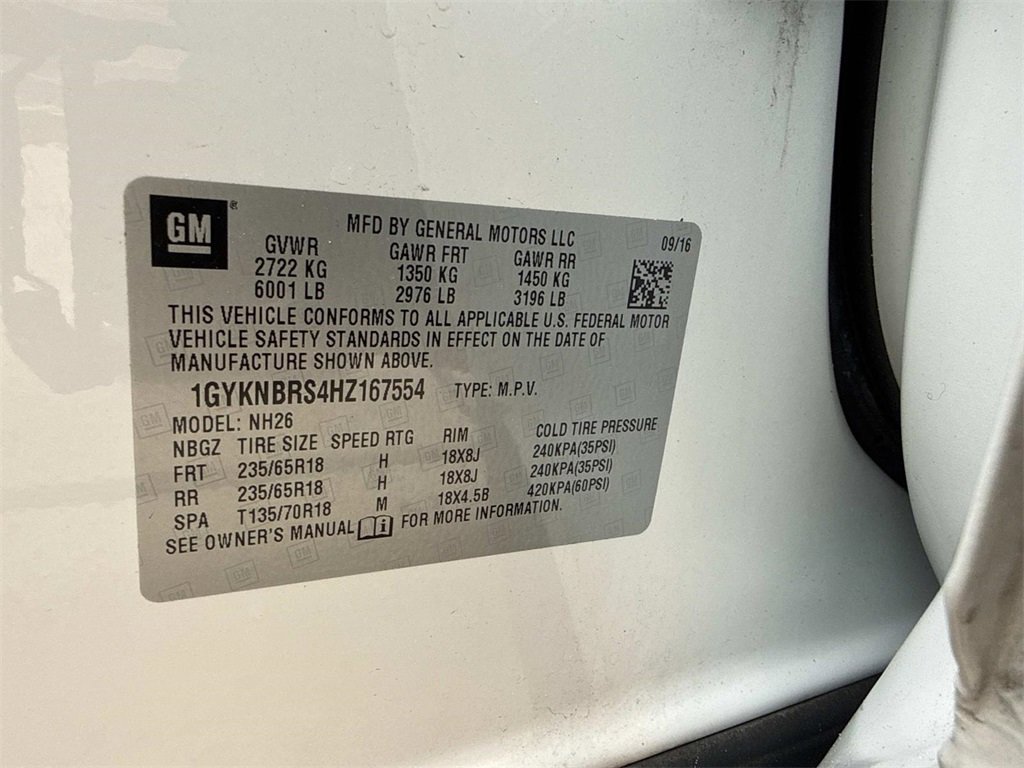 GM
MFD BY GENERAL MOTORS LLC 09/16
GVWR GAWR FRT GAWR RR
2722 KG 1350 KG 1450 KG
6001 LB 2976 LB 3196 LB
THIS VEHICLE CONFORMS TO ALL APPLICABLE U.S. FEDERAL MOTOR
VEHICLE SAFETY STANDARDS IN EFFECT ON THE DATE OF
MANUFACTURE SHOWN ABOVE.
1GYKNBRS4HZ167554 TYPE: M.P.V.
MODEL: NH26
NBGZ TIRE SIZE SPEED RTG RIM COLD TIRE PRESSURE
FRT 235/65R18 H 18X8J 240KPA(35PSI)
RR 235/65R18 H 18X8J 240KPA(35PSI)
SPA T135/70R18 M 18X4.5B 420KPA(60PSI)
SEE OWNER'S MANUAL FOR MORE INFORMATION.